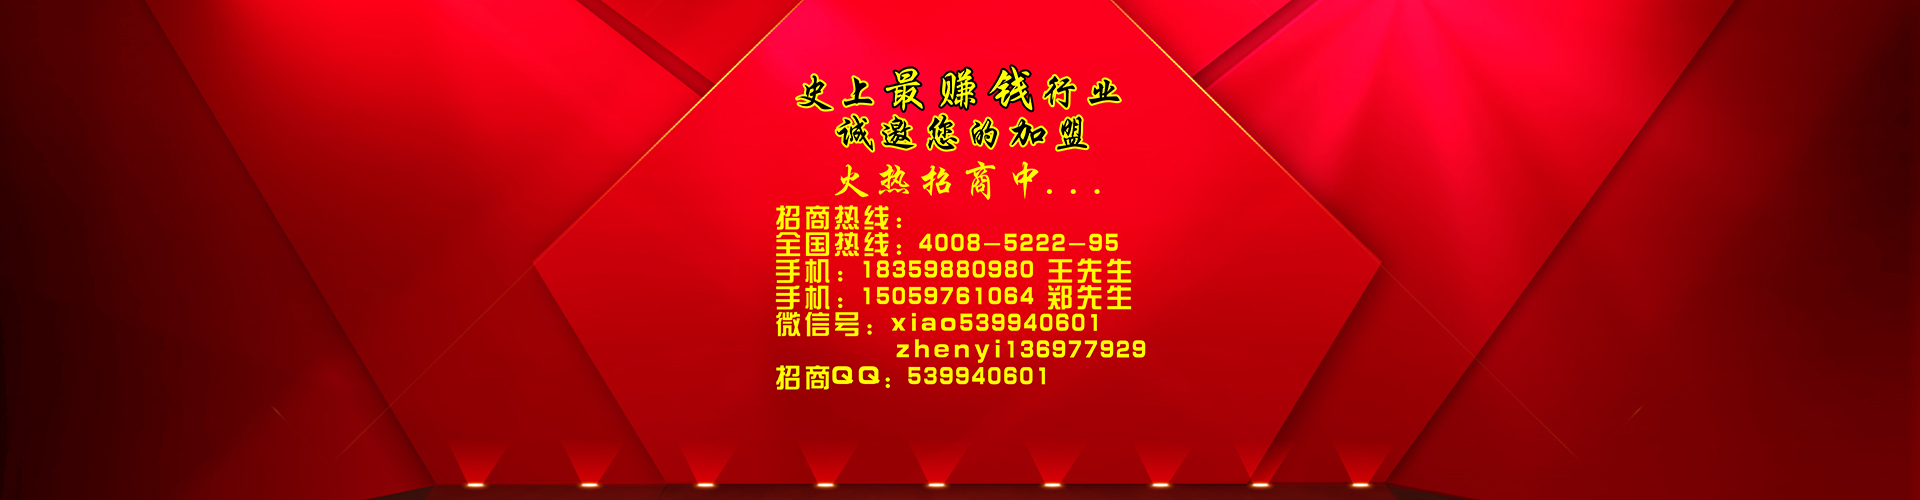 史上最赚钱行业
诚邀您的加盟
火热招商中...
招商热线：
全国热线：4008-5222-95
手机：18359880980 王先生
手机：15059761064 郑先生
微信号：xiao539940601
zhenyi136977929
招商QQ：539940601